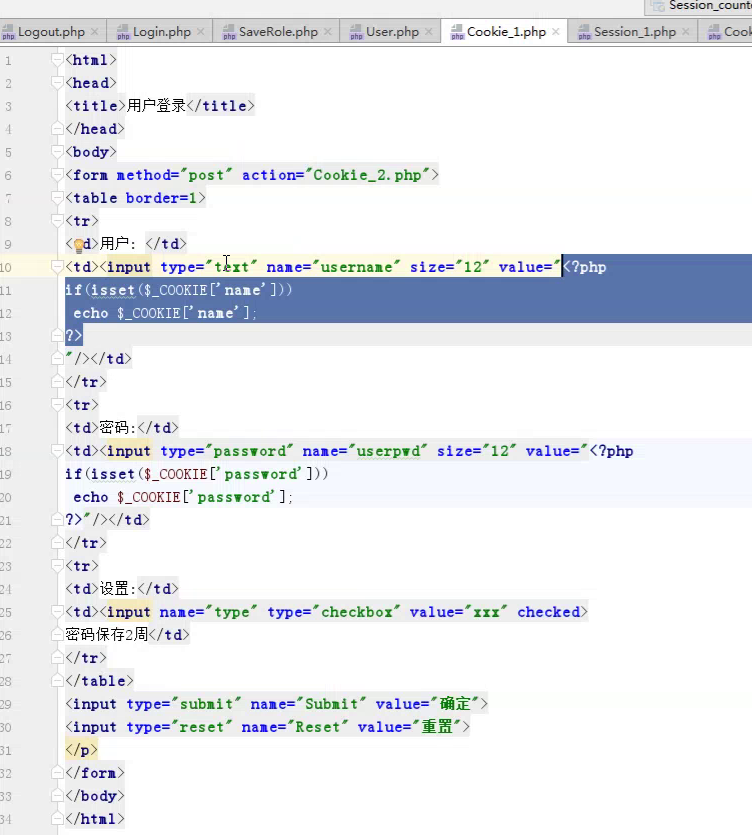 Session_count
Logout.php Login.php SaveRole.php User.php Cookie_1.php Session_1.php Cook
1 <html>
2 <head>
3 <title>用户登录</title>
4 </head>
5 <body>
6 <form method="post" action="Cookie_2.php">
7 <table border=1>
8 <tr>
9 <td>用户: </td>
10 <td><input type="text" name="username" size="12" value="<?php
11 if(isset($_COOKIE['name']))
12 echo $_COOKIE['name'];
13 ?>
14 "/></td>
15 </tr>
16 <tr>
17 <td>密码:</td>
18 <td><input type="password" name="userpwd" size="12" value="<?php
19 if(isset($_COOKIE['password']))
20 echo $_COOKIE['password'];
21 ?>"/></td>
22 </tr>
23 <tr>
24 <td>设置:</td>
25 <td><input name="type" type="checkbox" value="xxx" checked>
26 密码保存2周</td>
27 </tr>
28 </table>
29 <input type="submit" name="Submit" value="确定">
30 <input type="reset" name="Reset" value="重置">
31 </p>
32 </form>
33 </body>
34 </html>